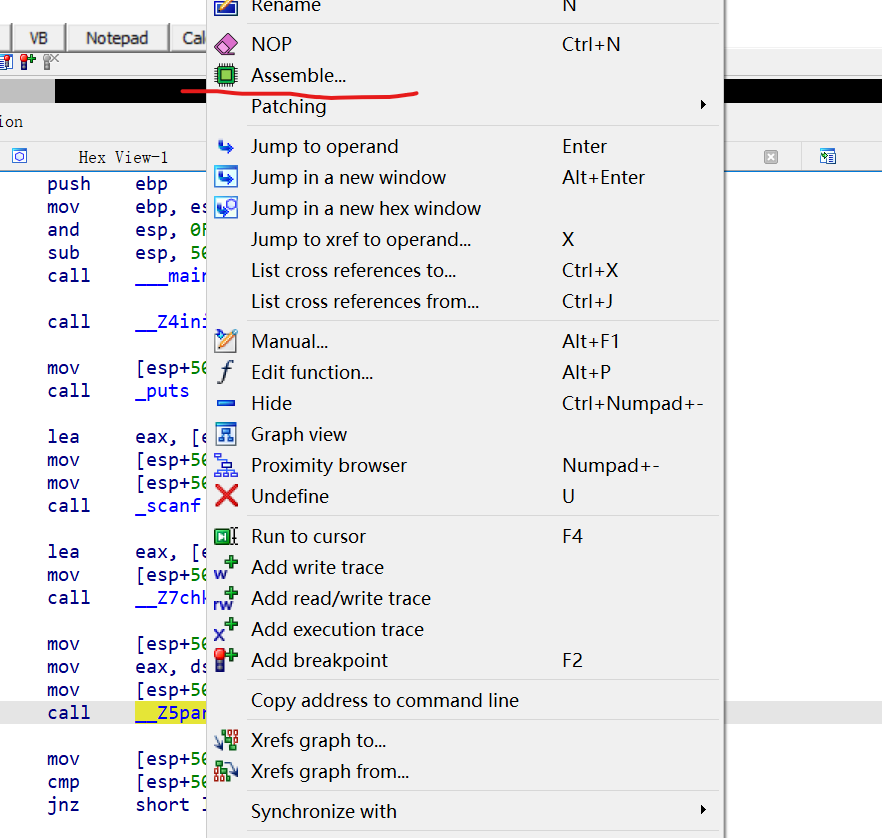 Rename N
VB Notepad Cal
NOP Ctrl+N
Assemble...
Patching
ion
Hex View-1
Jump to operand Enter
Jump in a new window Alt+Enter
Jump in a new hex window
Jump to xref to operand... X
List cross references to... Ctrl+X
List cross references from... Ctrl+J
Manual... Alt+F1
Edit function... Alt+P
Hide Ctrl+Numpad+-
Graph view
Proximity browser Numpad+-
Undefine U
Run to cursor F4
Add write trace
Add read/write trace
Add execution trace
Add breakpoint F2
Copy address to command line
Xrefs graph to...
Xrefs graph from...
Synchronize with
push ebp
mov ebp, es
and esp, 0F
sub esp, 50
call ___main
call __Z4ini
mov [esp+50
call _puts
lea eax, [e
mov [esp+50
mov [esp+50
call _scanf
lea eax, [e
mov [esp+50
call __Z7chk
mov [esp+50
mov eax, ds
mov [esp+50
call __Z5par
mov [esp+50
cmp [esp+50
jnz short